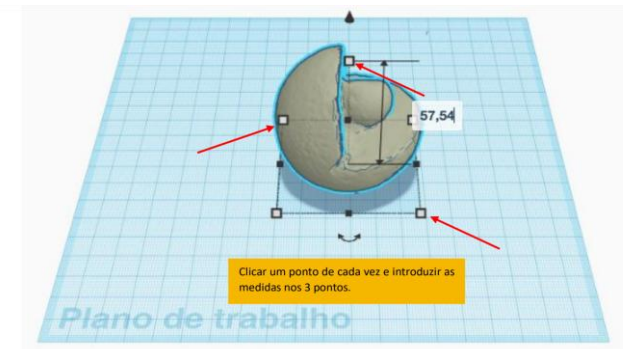 57,54
Clicar um ponto de cada vez e introduzir as
medidas nos 3 pontos.
Plano de trabalho